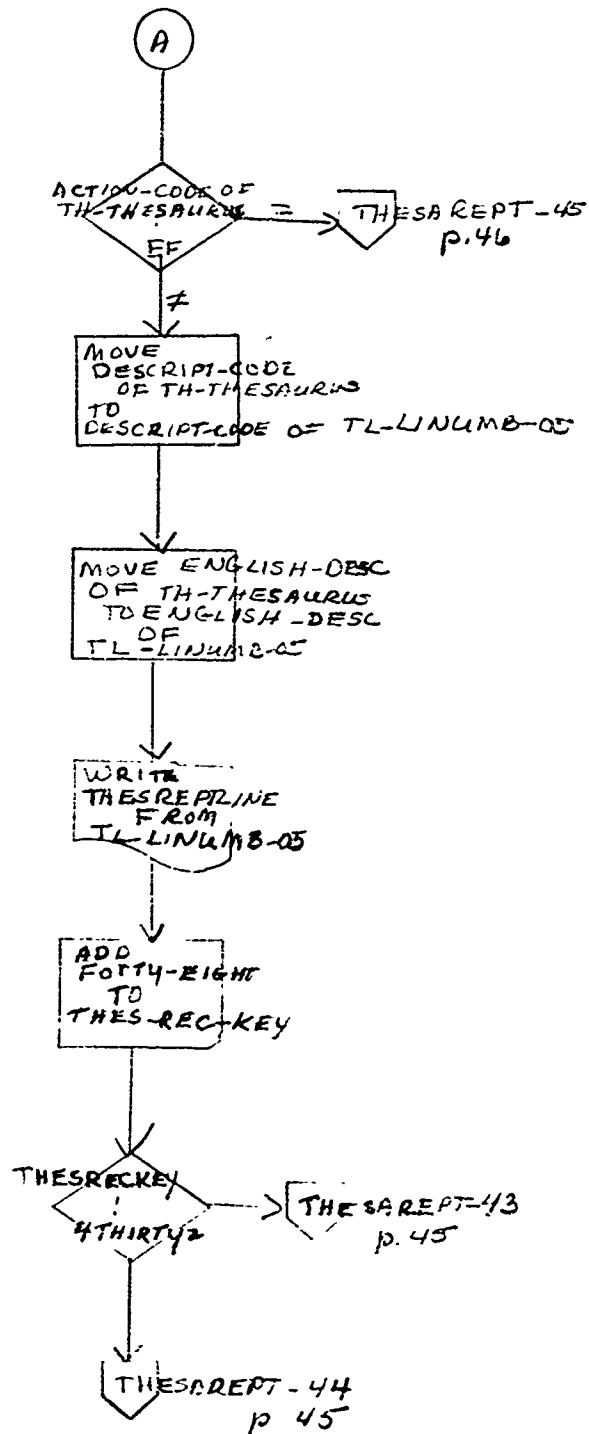 A
ACTION-CODE OF
TH-THESAURUS =
:
EF
THESAREPT-45
p.46
≠
MOVE
DESCRIPT-CODE
OF TH-THESAURUS
TO
DESCRIPT-CODE OF TL-LINUMB-05
MOVE ENGLISH-DESC
OF TH-THESAURUS
TO ENGLISH-DESC
OF
TL-LINUMB-05
WRITE
THESREPTLINE
FROM
TL-LINUMB-05
ADD
FORTY-EIGHT
TO
THES-REC-KEY
THESRECKEY
:
4THIRTY2
THESAREPT-43
p.45
THESAREPT-44
p 45